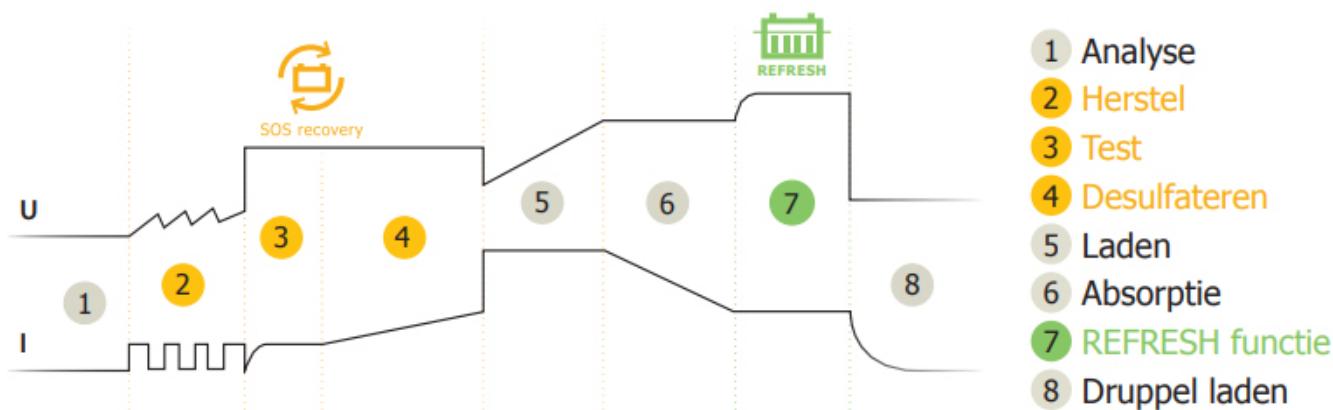 REFRESH
SOS recovery
U
I
1
2
3
4
5
6
7
8
1 Analyse
2 Herstel
3 Test
4 Desulfateren
5 Laden
6 Absorptie
7 REFRESH functie
8 Druppel laden